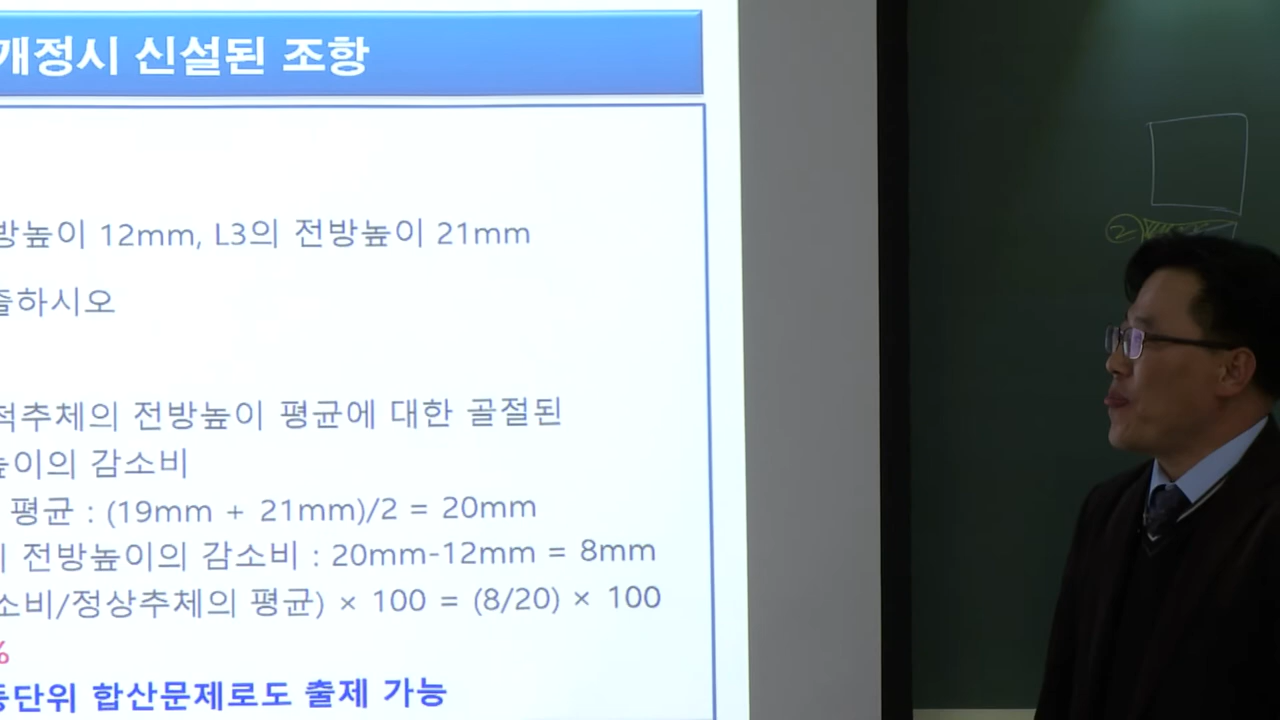 개정시 신설된 조항
방높이 12mm, L3의 전방높이 21mm
출하시오
척추체의 전방높이 평균에 대한 골절된
높이의 감소비
평균 : (19mm + 21mm)/2 = 20mm
전방높이의 감소비 : 20mm-12mm = 8mm
소비/정상추체의 평균) × 100 = (8/20) × 100
%
동단위 합산문제로도 출제 가능
②